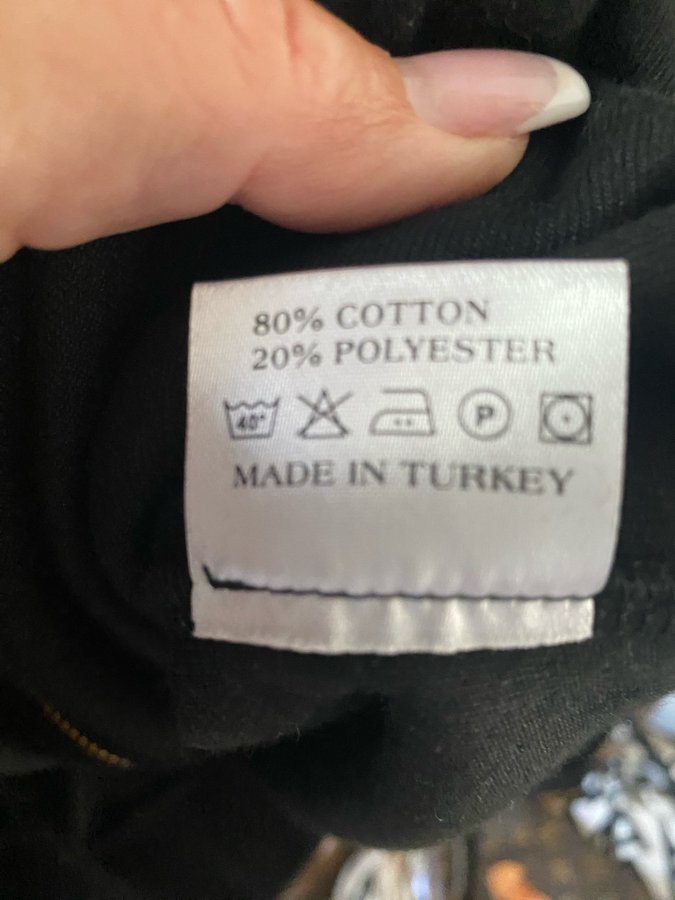 80% COTTON
20% POLYESTER
40° P
MADE IN TURKEY